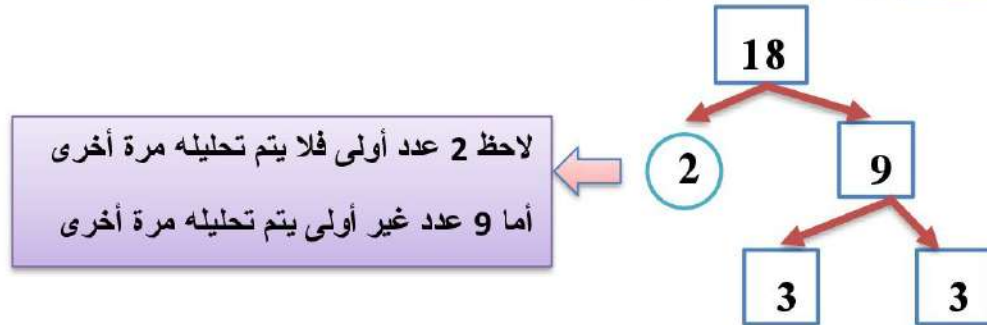 18
لاحظ 2 عدد أولى فلا يتم تحليله مرة أخرى
أما 9 عدد غير أولى يتم تحليله مرة أخرى
2
9
3
3